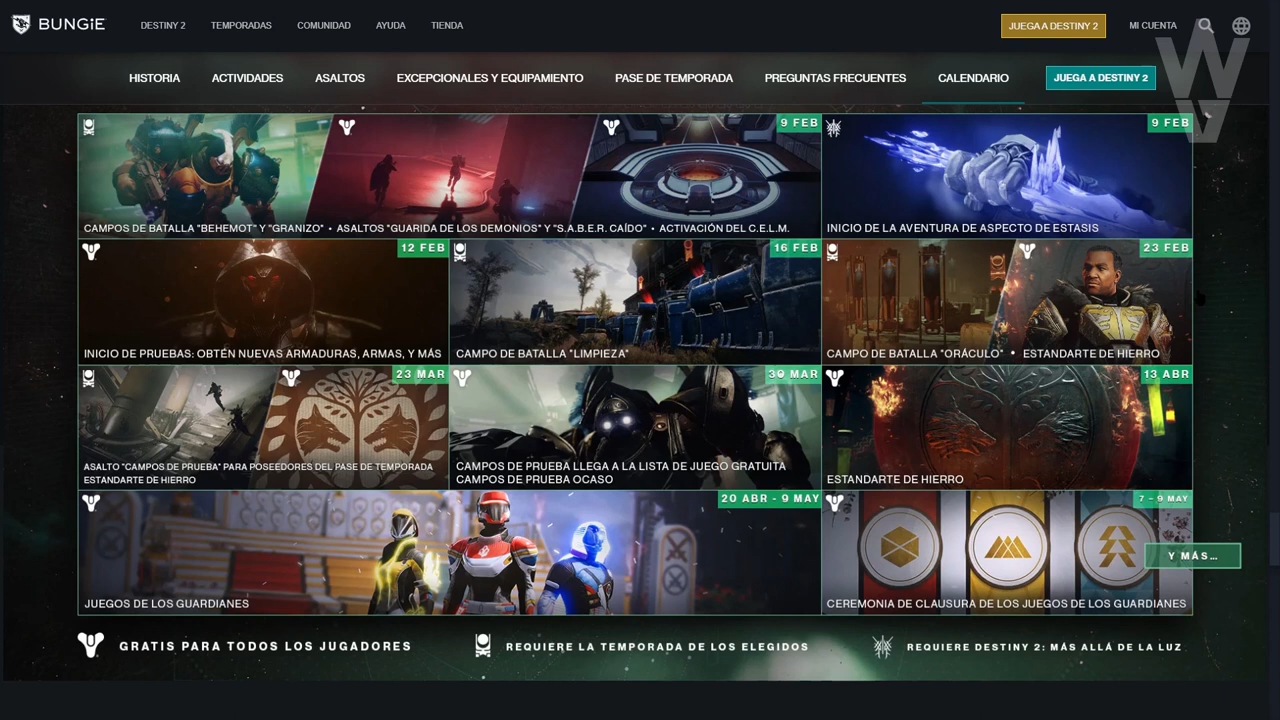 BUNGiE
DESTINY 2 TEMPORADAS COMUNIDAD AYUDA TIENDA JUEGA A DESTINY 2 MI CUENTA
HISTORIA ACTIVIDADES ASALTOS EXCEPCIONALES Y EQUIPAMIENTO PASE DE TEMPORADA PREGUNTAS FRECUENTES CALENDARIO JUEGA A DESTINY 2
9 FEB
CAMPOS DE BATALLA "BEHEMOT" Y "GRANIZO" • ASALTOS "GUARIDA DE LOS DEMONIOS" Y "S.A.B.E.R. CAÍDO" • ACTIVACIÓN DEL C.E.L.M.
9 FEB
INICIO DE LA AVENTURA DE ASPECTO DE ESTASIS
12 FEB
INICIO DE PRUEBAS: OBTÉN NUEVAS ARMADURAS, ARMAS, Y MÁS
16 FEB
CAMPO DE BATALLA "LIMPIEZA"
23 FEB
CAMPO DE BATALLA "ORÁCULO" • ESTANDARTE DE HIERRO
23 MAR
ASALTO "CAMPOS DE PRUEBA" PARA POSEEDORES DEL PASE DE TEMPORADA
ESTANDARTE DE HIERRO
30 MAR
CAMPOS DE PRUEBA LLEGA A LA LISTA DE JUEGO GRATUITA
CAMPOS DE PRUEBA OCASO
13 ABR
ESTANDARTE DE HIERRO
20 ABR - 9 MAY
JUEGOS DE LOS GUARDIANES
7 – 9 MAY
CEREMONIA DE CLAUSURA DE LOS JUEGOS DE LOS GUARDIANES
Y MÁS...
GRATIS PARA TODOS LOS JUGADORES
REQUIERE LA TEMPORADA DE LOS ELEGIDOS
REQUIERE DESTINY 2: MÁS ALLÁ DE LA LUZ